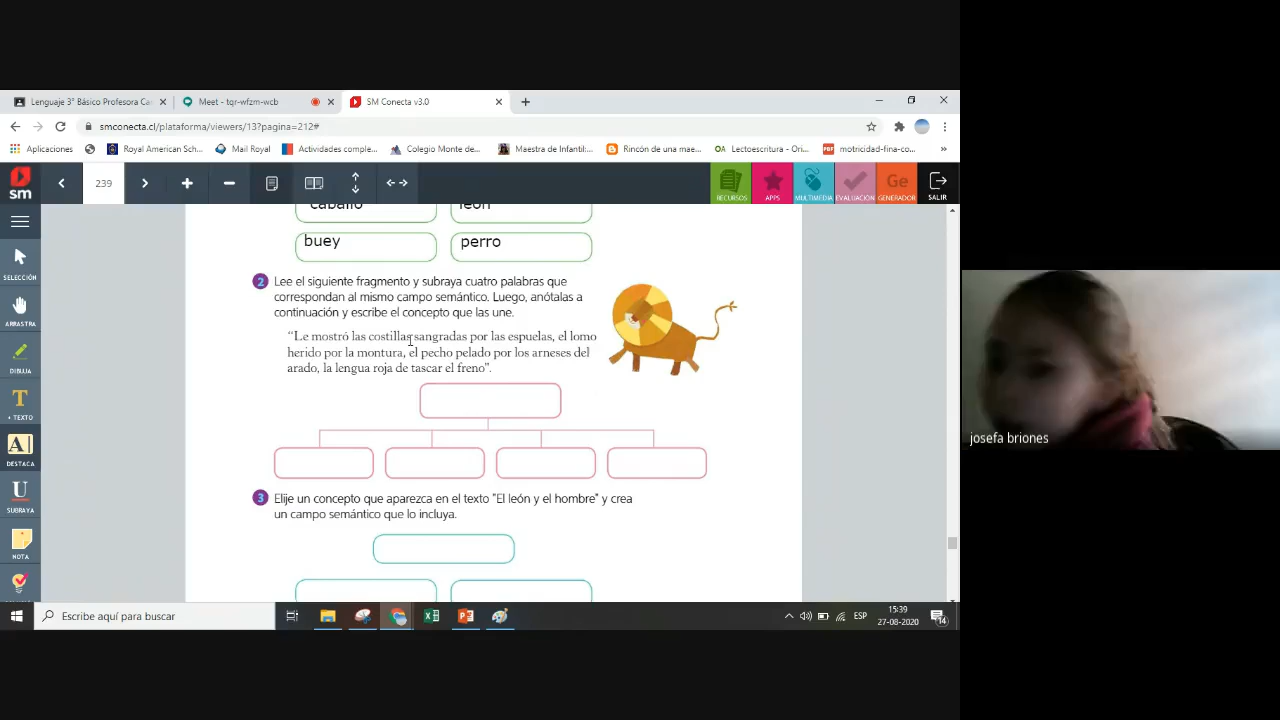 Lenguaje 3° Básico Profesora Ca
Meet - tqr-wfzm-wcb
SM Conecta v3.0
smconecta.cl/plataforma/viewers/13?pagina=212#
Aplicaciones
Royal American Sch...
Mail Royal
Actividades comple...
Colegio Monte de...
Maestra de Infantil:...
Rincón de una mae...
OA Lectoescritura - Ori...
PDF motricidad-fina-co...
»
sm
239
RECURSOS
APPS
MULTIMEDIA
EVALUACIÓN
Ge
GENERADOR
SALIR
SELECCIÓN
ARRASTRA
DIBUJA
T
+ TEXTO
A
DESTACA
U
SUBRAYA
NOTA
caballo
león
buey
perro
2 Lee el siguiente fragmento y subraya cuatro palabras que
correspondan al mismo campo semántico. Luego, anótalas a
continuación y escribe el concepto que las une.
“Le mostró las costillas sangradas por las espuelas, el lomo
herido por la montura, el pecho pelado por los arneses del
arado, la lengua roja de tascar el freno”.
3 Elije un concepto que aparezca en el texto "El león y el hombre" y crea
un campo semántico que lo incluya.
josefa briones
Escribe aquí para buscar
ESP
15:39
27-08-2020
14